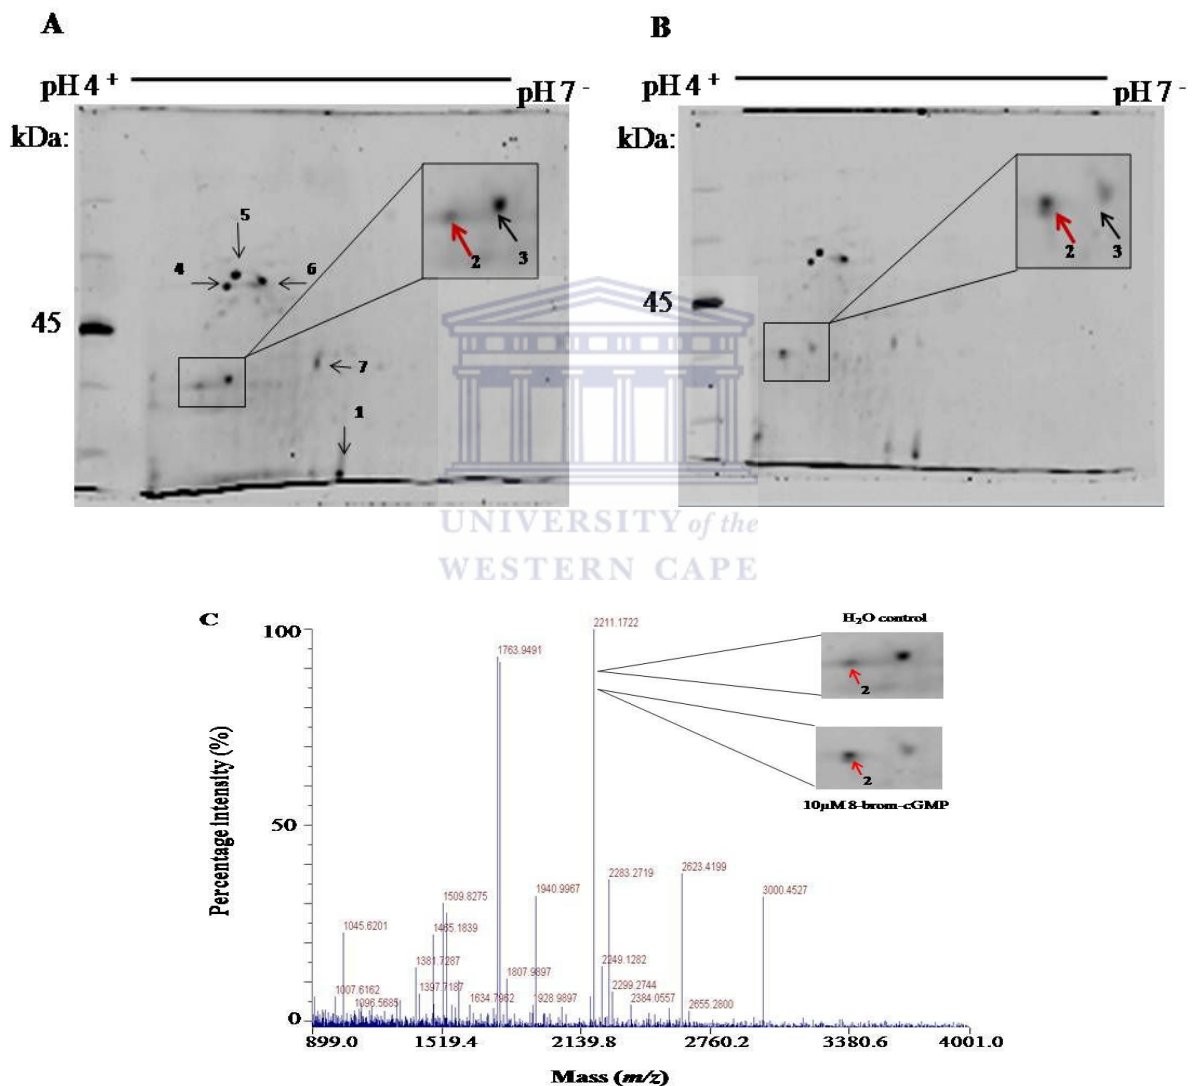 A
B
pH 4 +
pH 7 -
pH 4 +
pH 7 -
kDa:
kDa:
5
4
6
2
3
2
3
45
45
7
1
UNIVERSITY of the
WESTERN CAPE
C
H2O control
100
2211.1722
1763.9491
2
2
10µM 8-brom-cGMP
Percentage intensity (%)
50
2623.4199
2283.2719
3000.4527
1940.9967
1509.8275
1045.6201
1465.1839
1381.7287
2249.1282
1807.9897
1007.6162
1397.7187
2299.2744
1096.5685
1634.7962
1928.9897
2384.0557
2655.2800
0
899.0
1519.4
2139.8
2760.2
3380.6
4001.0
Mass (m/z)